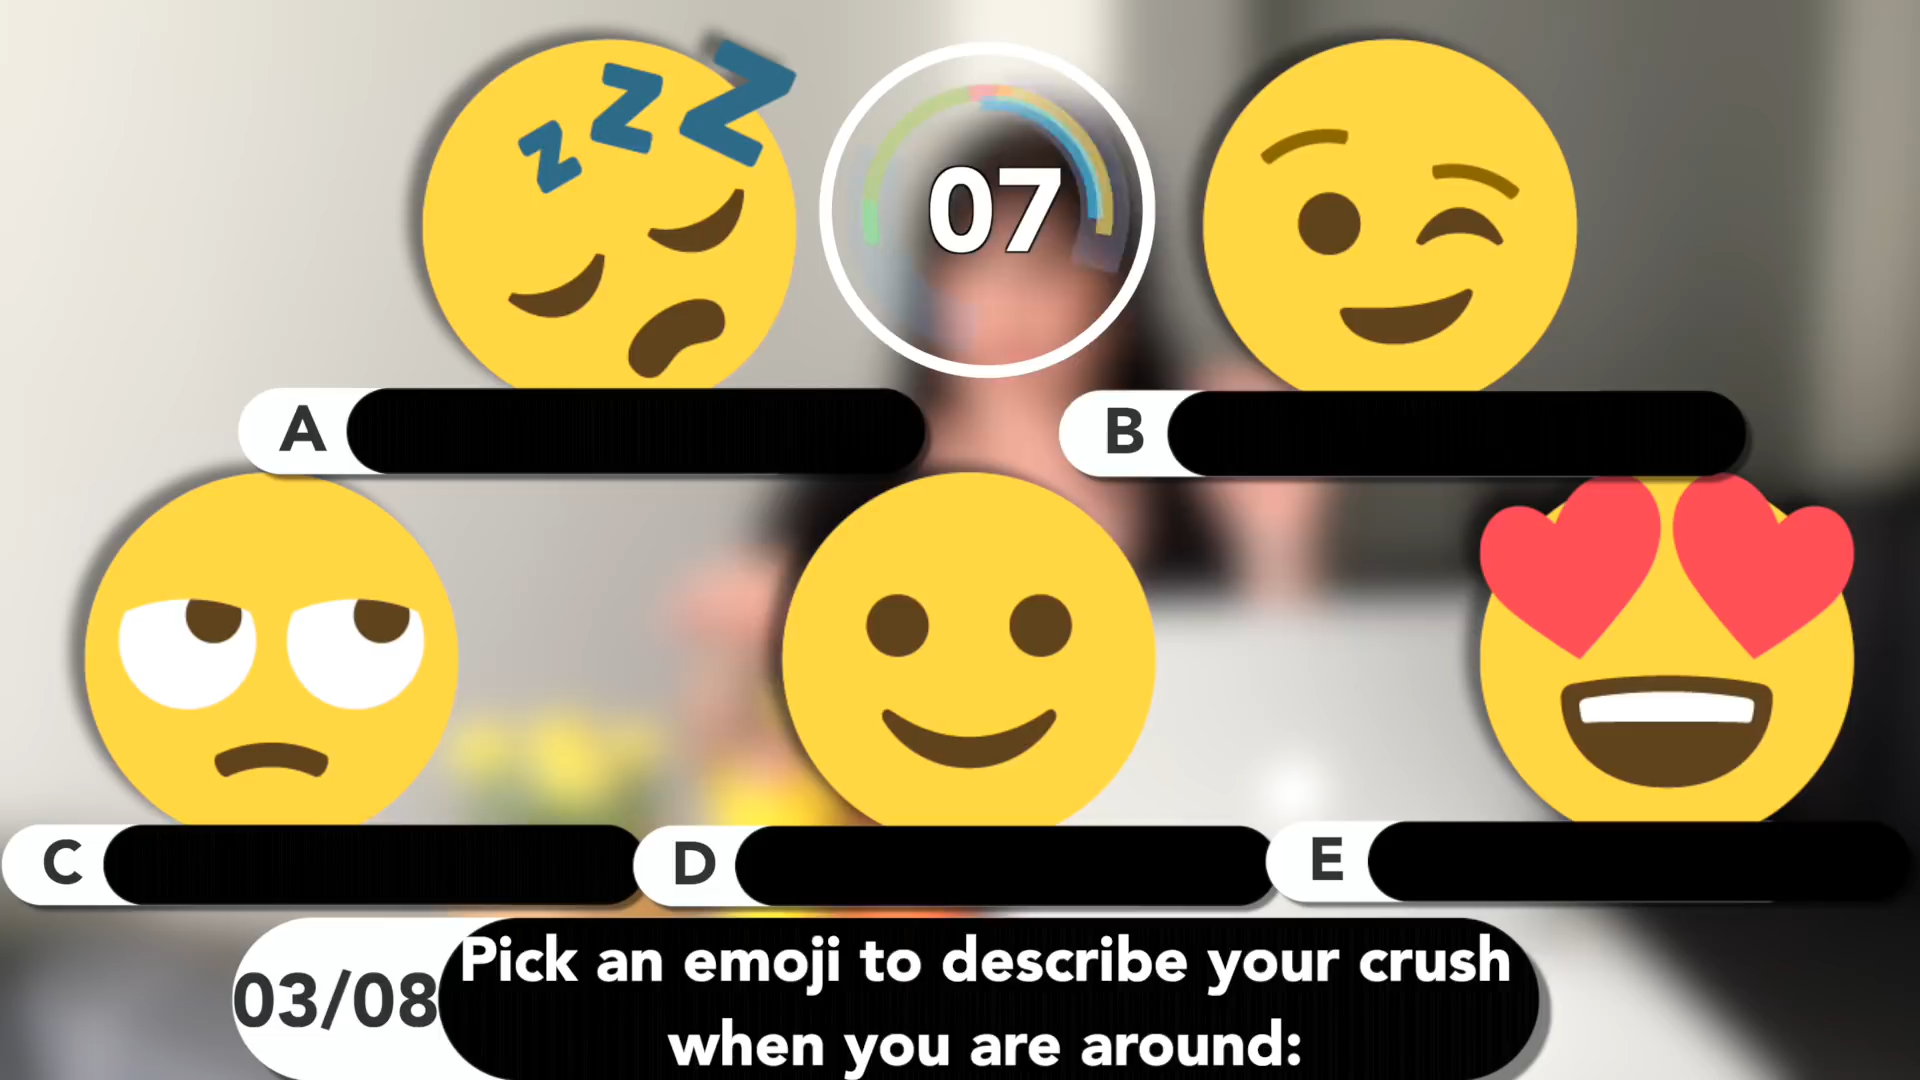 z z z
07
A
B
C
D
E
03/08
Pick an emoji to describe your crush
when you are around: